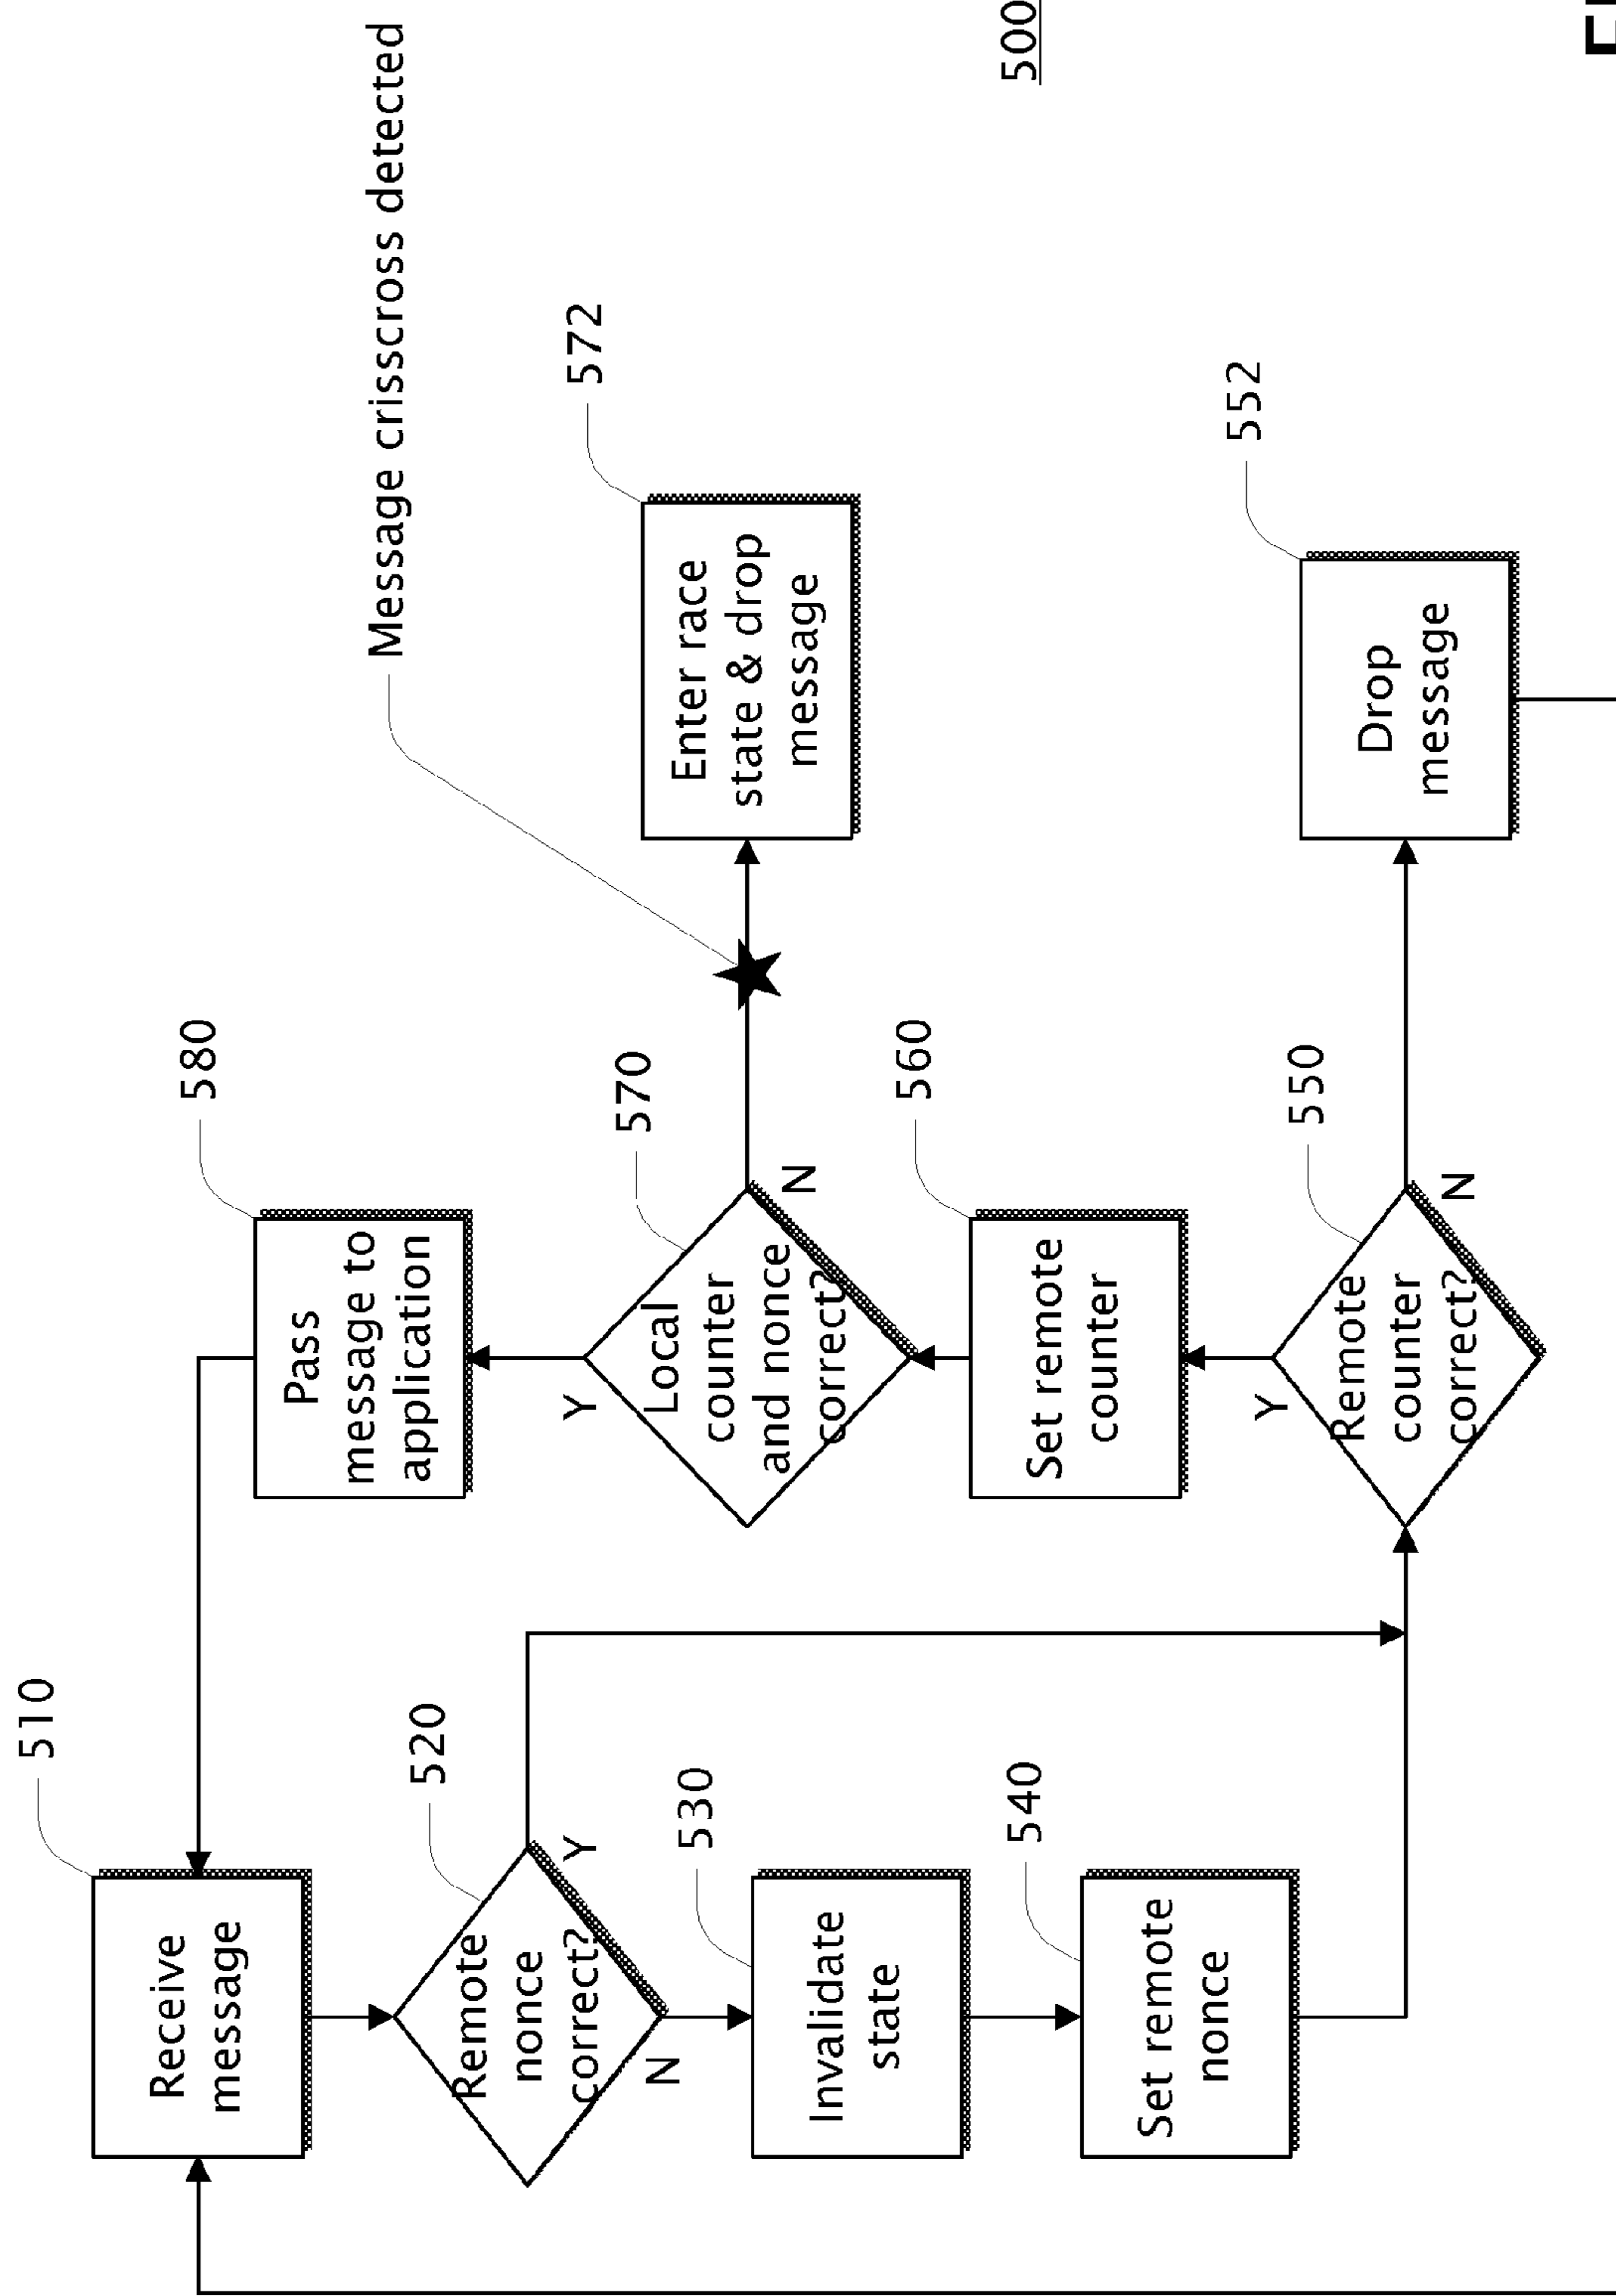 510
Receive
message
520
Remote
nonce
correct?
Y
N
530
Invalidate
state
540
Set remote
nonce
580
Pass
message to
application
570
Local
counter
and nonce
correct?
Y
N
560
Set remote
counter
550
Remote
counter
correct?
Y
N
Message crisscross detected
572
Enter race
state & drop
message
552
Drop
message
500